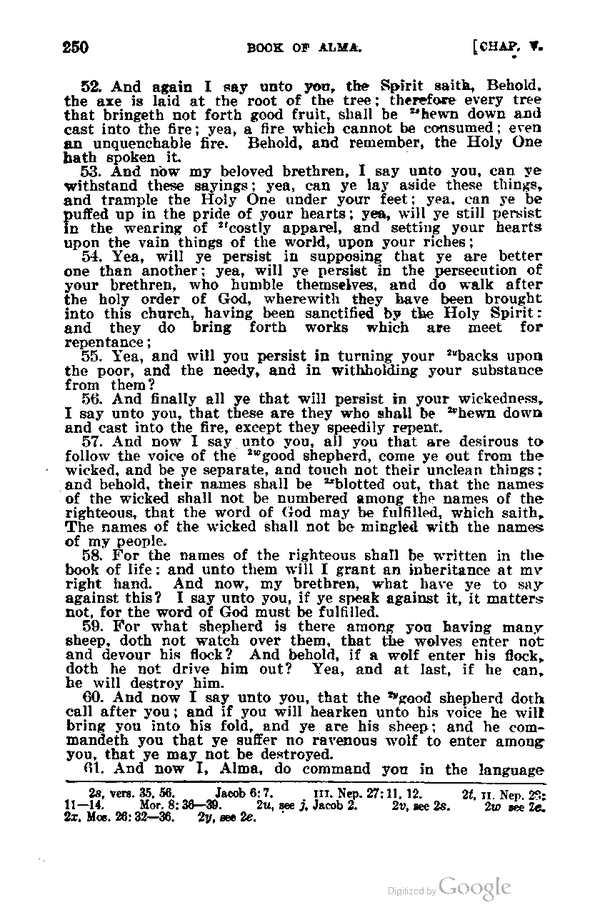 250 BOOK OF ALMA. [CHAP. V.
52. And again I say unto you, the Spirit saith, Behold,
the axe is laid at the root of the tree; therefore every tree
that bringeth not forth good fruit, shall be 2shewn down and
cast into the fire; yea, a fire which cannot be consumed; even
an unquenchable fire. Behold, and remember, the Holy One
hath spoken it.
53. And now my beloved brethren, I say unto you, can ye
withstand these sayings; yea, can ye lay aside these things,
and trample the Holy One under your feet; yea, can ye be
puffed up in the pride of your hearts; yea, will ye still persist
in the wearing of 2tcostly apparel, and setting your hearts
upon the vain things of the world, upon your riches;
54. Yea, will ye persist in supposing that ye are better
one than another; yea, will ye persist in the persecution of
your brethren, who humble themselves, and do walk after
the holy order of God, wherewith they have been brought
into this church, having been sanctified by the Holy Spirit:
and they do bring forth works which are meet for
repentance;
55. Yea, and will you persist in turning your 2ubacks upon
the poor, and the needy, and in withholding your substance
from them?
56. And finally all ye that will persist in your wickedness,
I say unto you, that these are they who shall be 2vhewn down
and cast into the fire, except they speedily repent.
57. And now I say unto you, all you that are desirous to
follow the voice of the 2wgood shepherd, come ye out from the
wicked, and be ye separate, and touch not their unclean things;
and behold, their names shall be 2xblotted out, that the names
of the wicked shall not be numbered among the names of the
righteous, that the word of God may be fulfilled, which saith,
The names of the wicked shall not be mingled with the names
of my people.
58. For the names of the righteous shall be written in the
book of life: and unto them will I grant an inheritance at my
right hand. And now, my brethren, what have ye to say
against this? I say unto you, if ye speak against it, it matters
not, for the word of God must be fulfilled.
59. For what shepherd is there among you having many
sheep, doth not watch over them, that the wolves enter not
and devour his flock? And behold, if a wolf enter his flock,
doth he not drive him out? Yea, and at last, if he can,
he will destroy him.
60. And now I say unto you, that the 2ygood shepherd doth
call after you; and if you will hearken unto his voice he will
bring you into his fold, and ye are his sheep; and he com-
mandeth you that ye suffer no ravenous wolf to enter among
you, that ye may not be destroyed.
61. And now I, Alma, do command you in the language
2s, vers. 35, 56. Jacob 6:7. III. Nep. 27:11, 12. 2t, II. Nep. 28:
11—14. Mor. 8:36—39. 2u, see j, Jacob 2. 2v, see 2s. 2w see 2e.
2x, Mos. 26:32—36. 2y, see 2e.
Digitized by Google